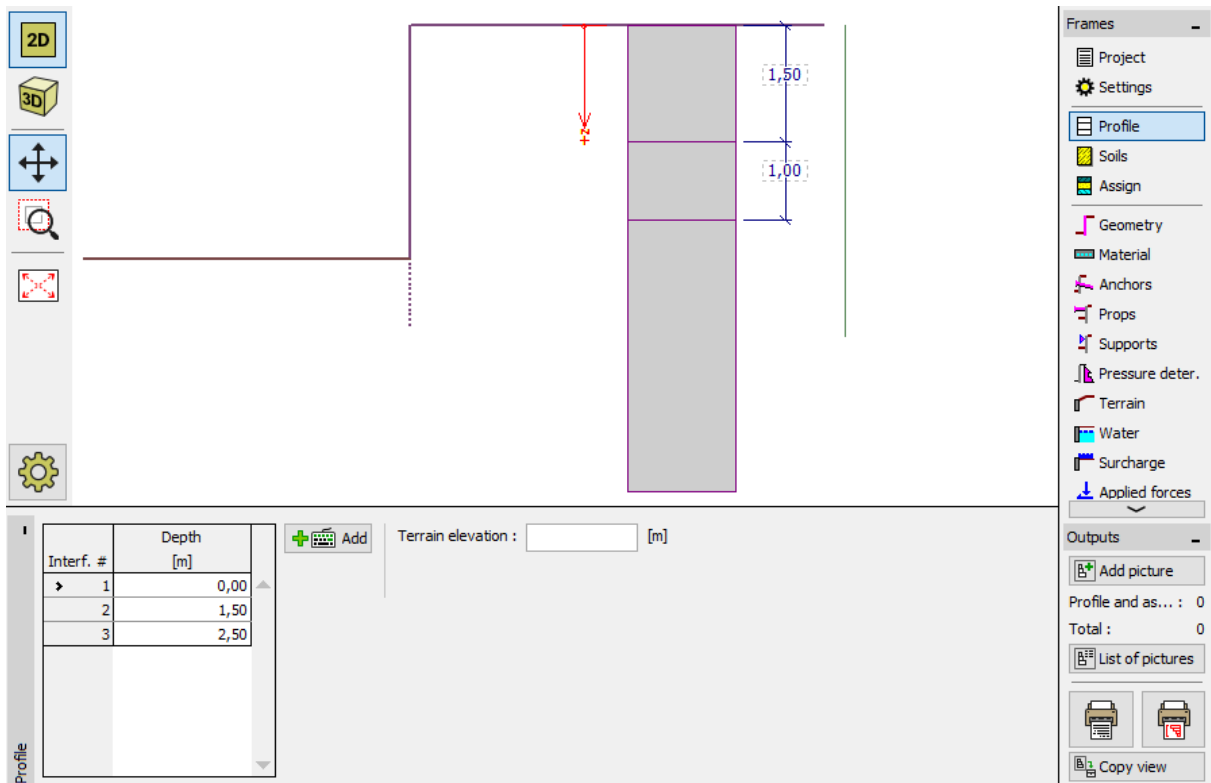 2D
3D
+z
1,50
1,00
Frames
Project
Settings
Profile
Soils
Assign
Geometry
Material
Anchors
Props
Supports
Pressure deter.
Terrain
Water
Surcharge
Applied forces
Interf. # Depth [m]
1 0,00
2 1,50
3 2,50
Add
Terrain elevation : [m]
Profile
Outputs
Add picture
Profile and as... : 0
Total : 0
List of pictures
Copy view